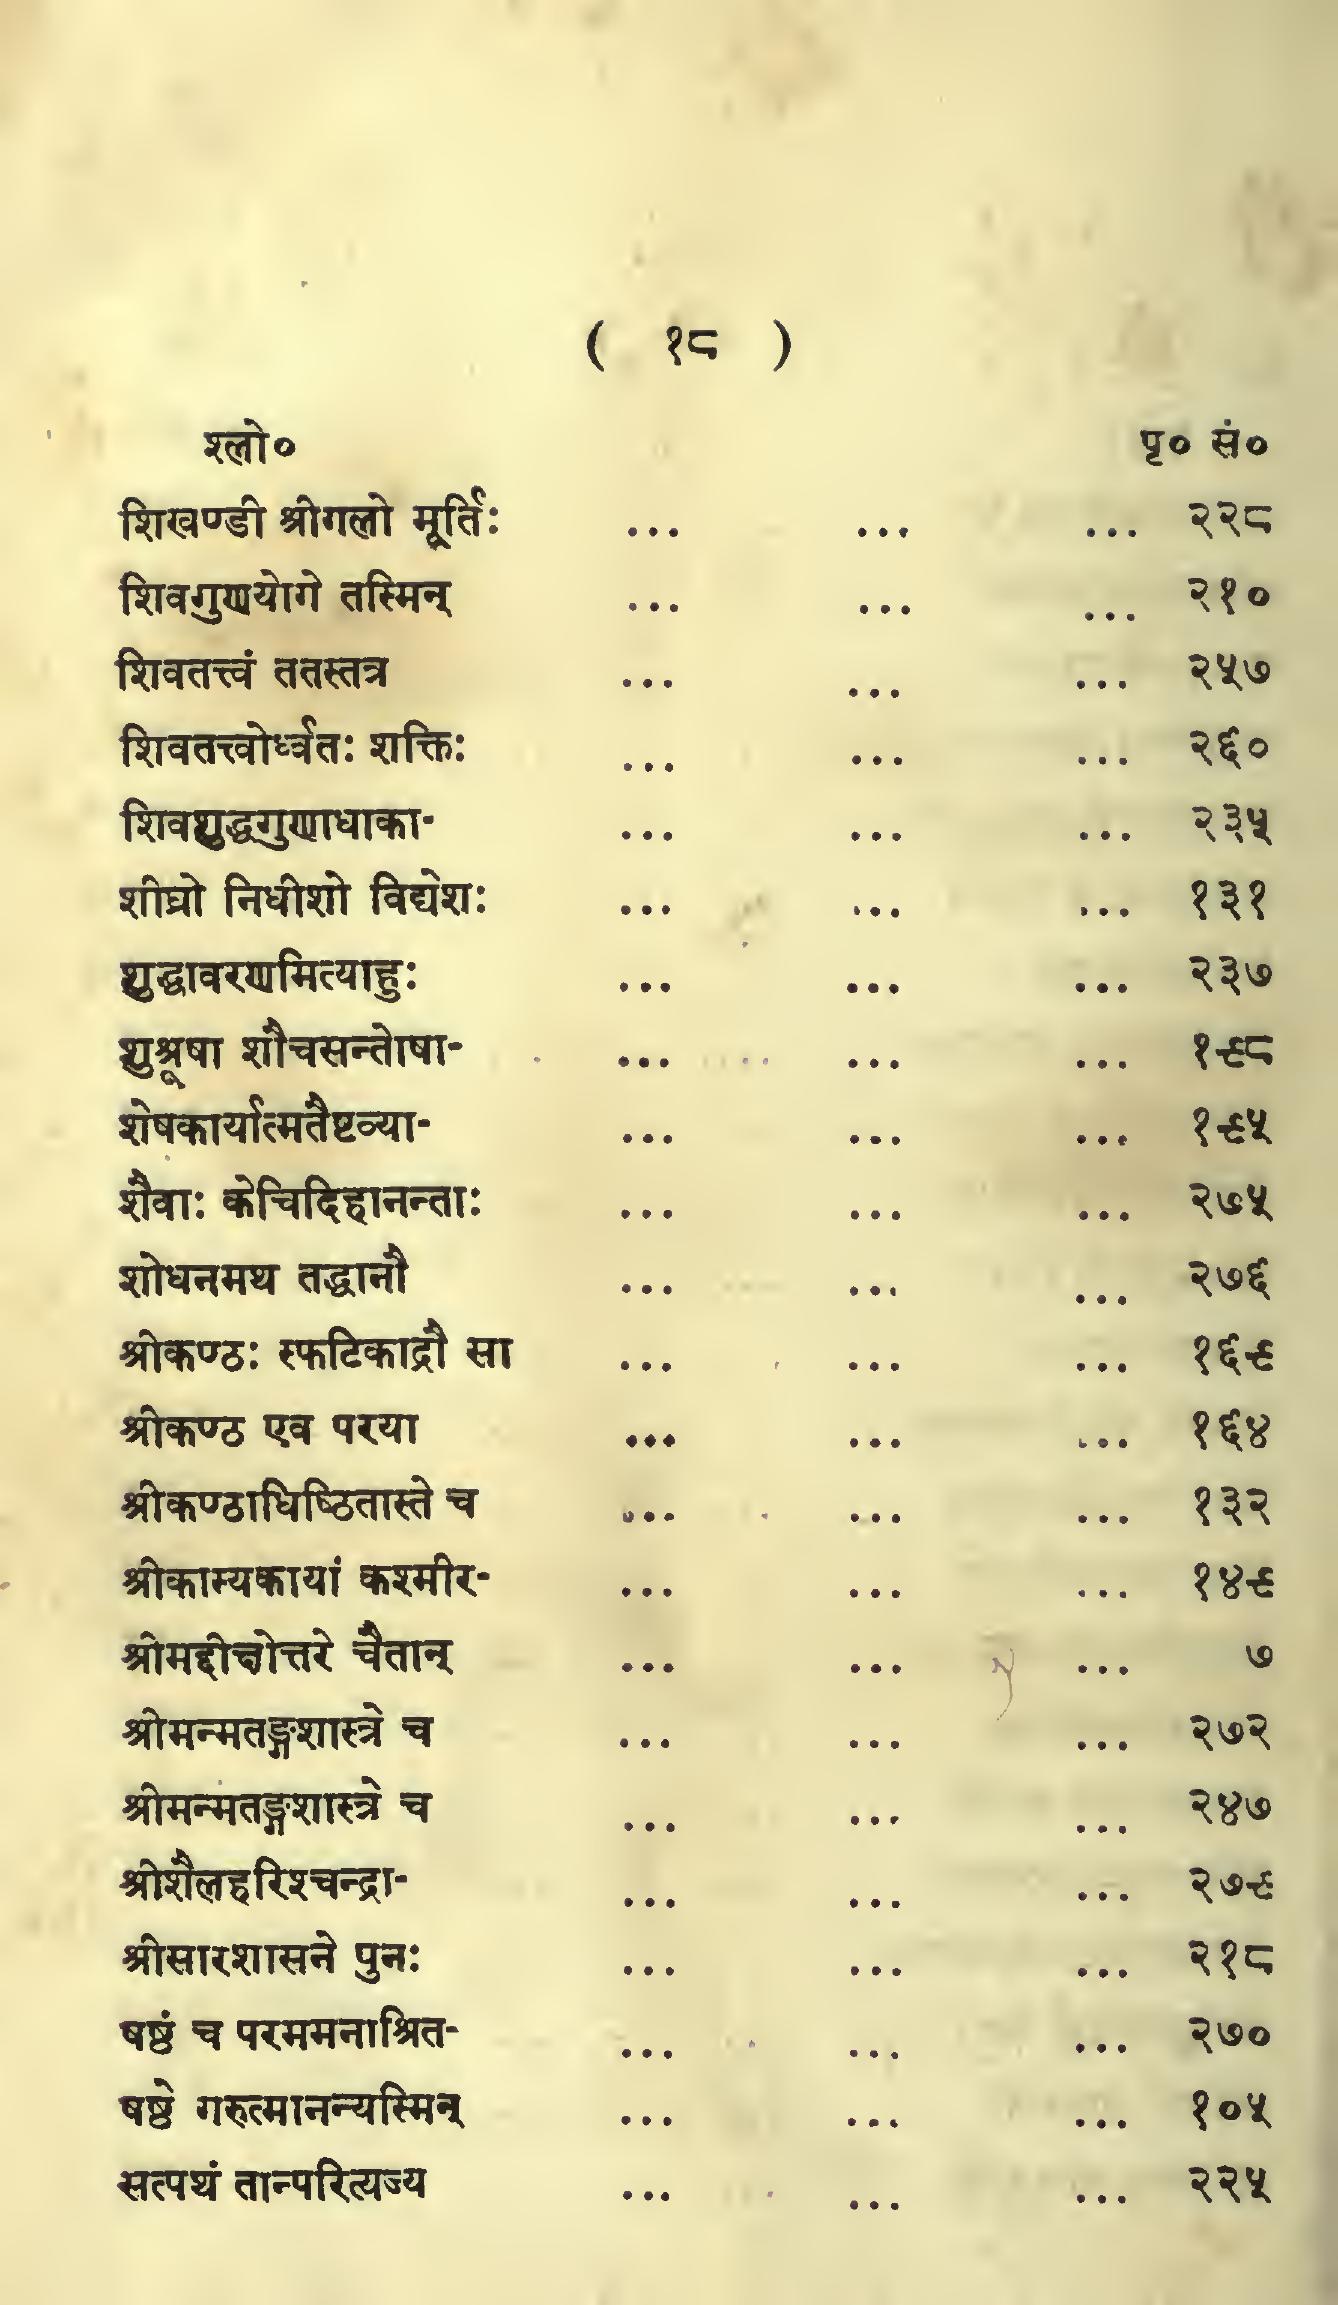 ( १८ )
श्लो० पृ० सं०
शिखण्डी श्रीगलो मूर्तिः ... ... ... २२८
शिवगुणयोगे तस्मिन् ... ... ... २१०
शिवतत्त्वं ततस्तत्र ... ... ... २५७
शिवतत्त्वोर्ध्वतः शक्तिः ... ... ... २६०
शिवशुद्धगुणाधाका- ... ... ... २३५
शीघ्रो निधीशो विद्येशः ... ... ... १३१
शुद्धावरणमित्याहुः ... ... ... २३७
शुश्रूषा शौचसन्तोषा- ... ... ... १९८
शेषकार्यात्मतैष्टव्या- ... ... ... १९५
शैवाः केचिदिहानन्ताः ... ... ... २७५
शोधनमथ तद्धानौ ... ... ... २७६
श्रीकण्ठः स्फटिकाद्रौ सा ... ... ... १६९
श्रीकण्ठ एव परया ... ... ... १६४
श्रीकण्ठाधिष्ठितास्ते च ... ... ... १३२
श्रीकाम्यकायां कश्मीर- ... ... ... १४९
श्रीमद्दीक्षोत्तरे चैतान् ... ... ... ७
श्रीमन्मतङ्गशास्त्रे च ... ... ... २७२
श्रीमन्मतङ्गशास्त्रे च ... ... ... २४७
श्रीशैलहरिश्चन्द्रा- ... ... ... २७९
श्रीसारशासने पुनः ... ... ... २१८
षष्ठं च परममनाश्रित- ... ... ... २७०
षष्ठे गरुत्मानन्यस्मिन् ... ... ... १०५
सत्पथं तान्परित्यज्य ... ... ... २२५